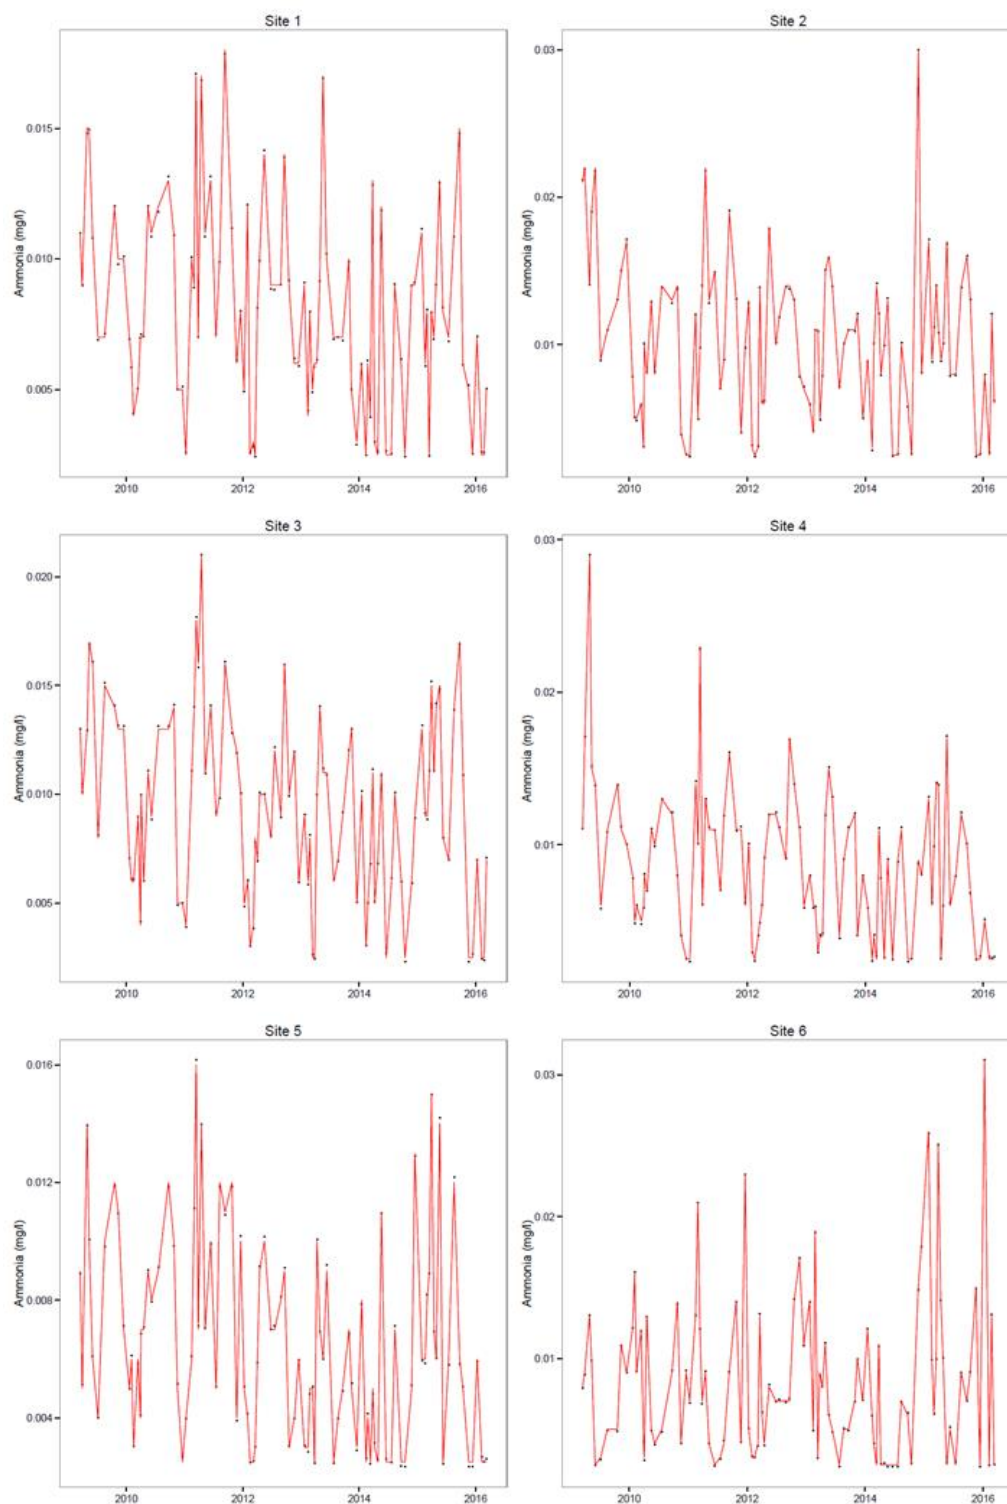 Site 1
Site 2
Ammonia (mg/l)
0.015
0.010
0.005
2010 2012 2014 2016
Ammonia (mg/l)
0.03
0.02
0.01
2010 2012 2014 2016
Site 3
Site 4
Ammonia (mg/l)
0.020
0.015
0.010
0.005
2010 2012 2014 2016
Ammonia (mg/l)
0.03
0.02
0.01
2010 2012 2014 2016
Site 5
Site 6
Ammonia (mg/l)
0.016
0.012
0.008
0.004
2010 2012 2014 2016
Ammonia (mg/l)
0.03
0.02
0.01
2010 2012 2014 2016